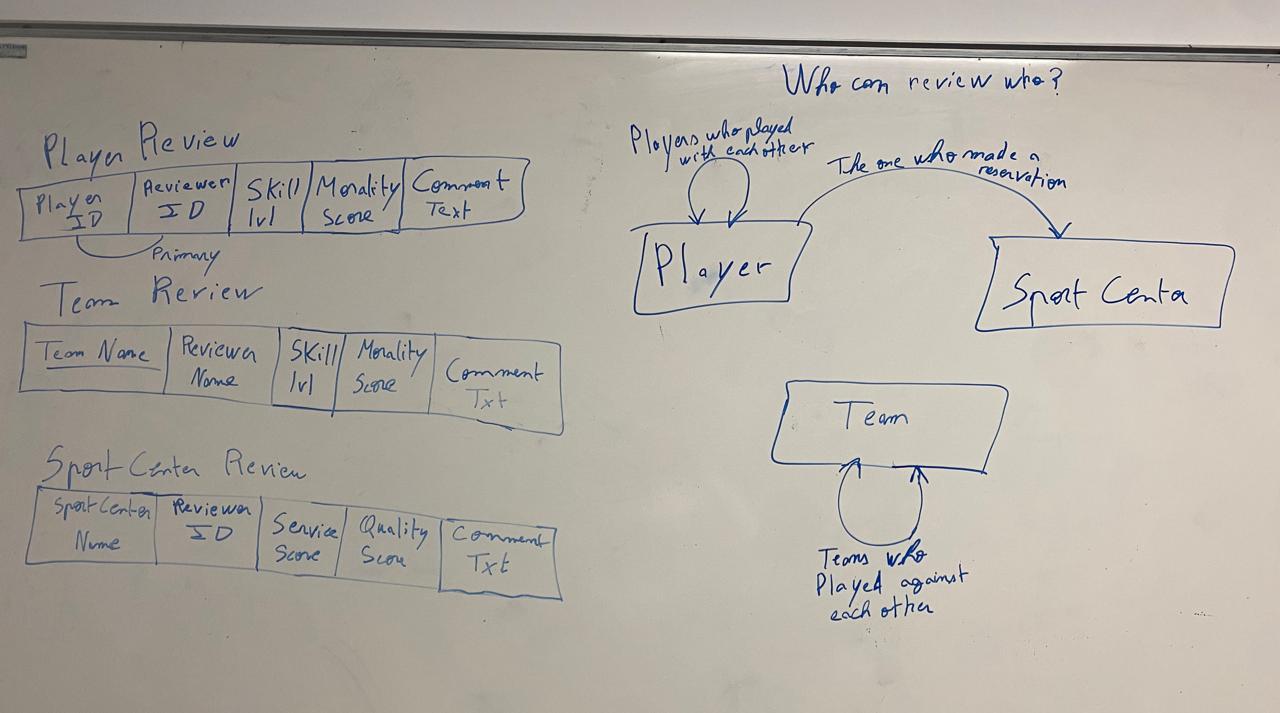 Player Review
Player
ID
Reviewer
ID
Skill
lvl
Morality
Score
Comment
Text
Primary
Team Review
Team Name
Reviewer
Name
Skill
lvl
Morality
Score
Comment
Txt
Sport Center Review
Sport Center
Name
Reviewer
ID
Service
Score
Quality
Score
Comment
Txt
Who can review who?
Players who played
with each other
The one who made a
reservation
Player
Sport Center
Team
Teams who
Played against
each other